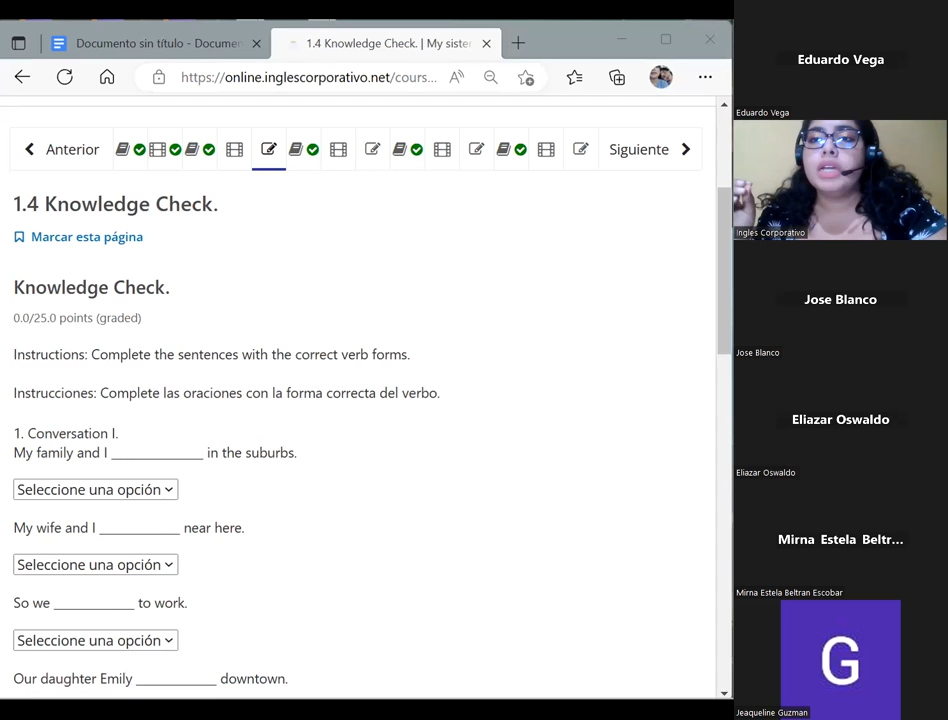 Documento sin título - Documen
1.4 Knowledge Check. | My sister
https://online.inglescorporativo.net/cours...
Anterior
Siguiente
1.4 Knowledge Check.
Marcar esta página
Knowledge Check.
0.0/25.0 points (graded)
Instructions: Complete the sentences with the correct verb forms.
Instrucciones: Complete las oraciones con la forma correcta del verbo.
1. Conversation I.
My family and I ______________ in the suburbs.
Seleccione una opción
My wife and I ____________ near here.
Seleccione una opción
So we ____________ to work.
Seleccione una opción
Our daughter Emily ____________ downtown.
Eduardo Vega
Eduardo Vega
Ingles Corporativo
Jose Blanco
Jose Blanco
Eliazar Oswaldo
Eliazar Oswaldo
Mirna Estela Beltr...
Mirna Estela Beltran Escobar
G
Jeaqueline Guzman